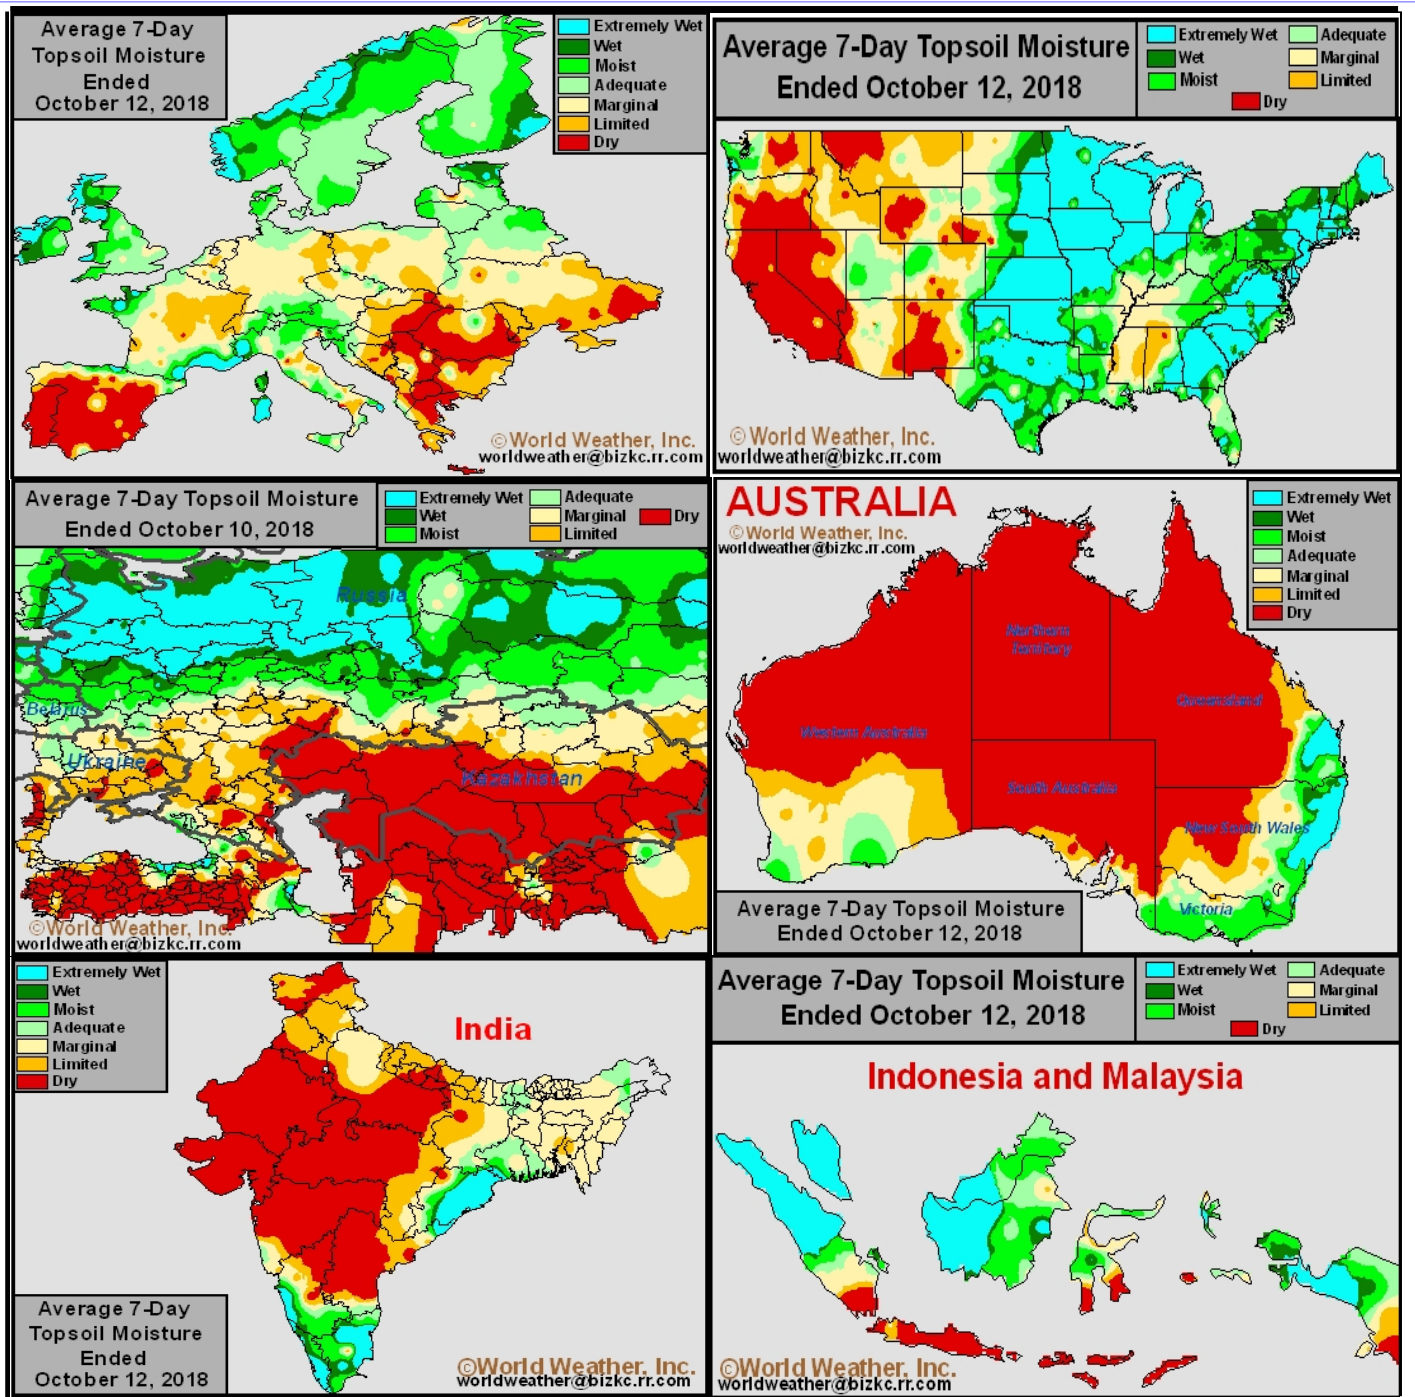 Average 7-Day
Topsoil Moisture
Ended
October 12, 2018
Extremely Wet
Wet
Moist
Adequate
Marginal
Limited
Dry
©World Weather, Inc.
worldweather@bizkc.rr.com
Average 7-Day Topsoil Moisture
Ended October 12, 2018
Extremely Wet
Wet
Moist
Adequate
Marginal
Limited
Dry
©World Weather, Inc.
worldweather@bizkc.rr.com
Average 7-Day Topsoil Moisture
Ended October 10, 2018
Extremely Wet
Wet
Moist
Adequate
Marginal
Limited
Dry
Russia
Belarus
Ukraine
Kazakhstan
©World Weather, Inc.
worldweather@bizkc.rr.com
AUSTRALIA
©World Weather, Inc.
worldweather@bizkc.rr.com
Extremely Wet
Wet
Moist
Adequate
Marginal
Limited
Dry
Northern
Territory
Queensland
Western Australia
South Australia
New South Wales
Victoria
Average 7-Day Topsoil Moisture
Ended October 12, 2018
Extremely Wet
Wet
Moist
Adequate
Marginal
Limited
Dry
India
Average 7-Day
Topsoil Moisture
Ended
October 12, 2018
©World Weather, Inc.
worldweather@bizkc.rr.com
Average 7-Day Topsoil Moisture
Ended October 12, 2018
Extremely Wet
Wet
Moist
Adequate
Marginal
Limited
Dry
Indonesia and Malaysia
©World Weather, Inc.
worldweather@bizkc.rr.com